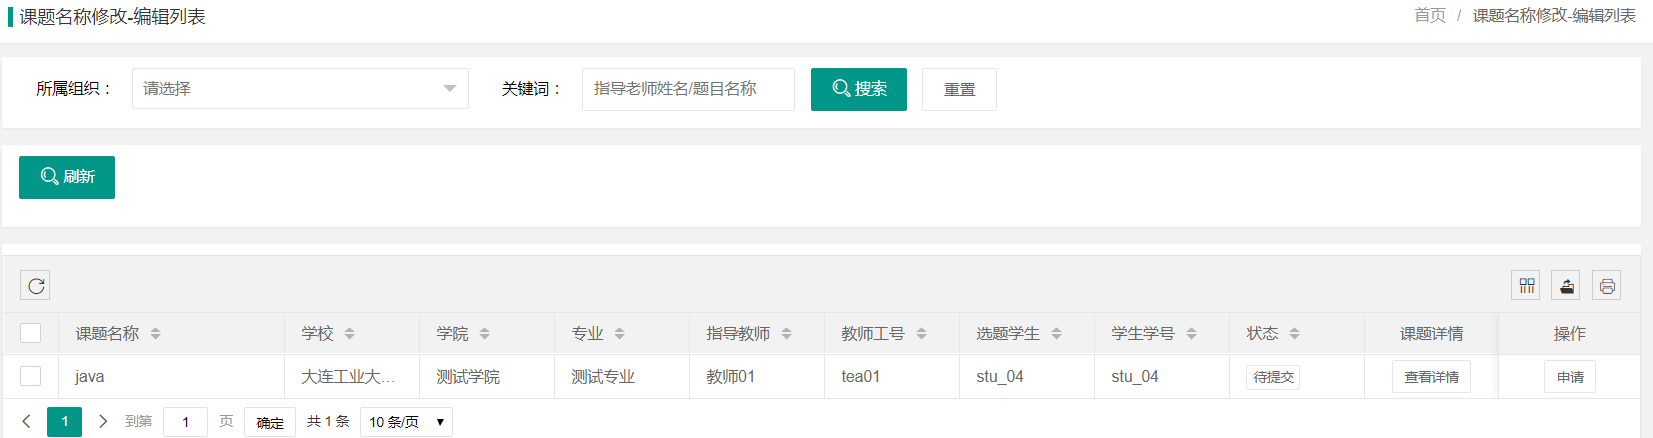 课题名称修改-编辑列表
首页 / 课题名称修改-编辑列表
所属组织： 请选择 关键词： 指导老师姓名/题目名称 搜索 重置
刷新
课题名称 学校 学院 专业 指导教师 教师工号 选题学生 学生学号 状态 课题详情 操作
java 大连工业大... 测试学院 测试专业 教师01 tea01 stu_04 stu_04 待提交 查看详情 申请
1 到第 1 页 确定 共 1 条 10 条/页